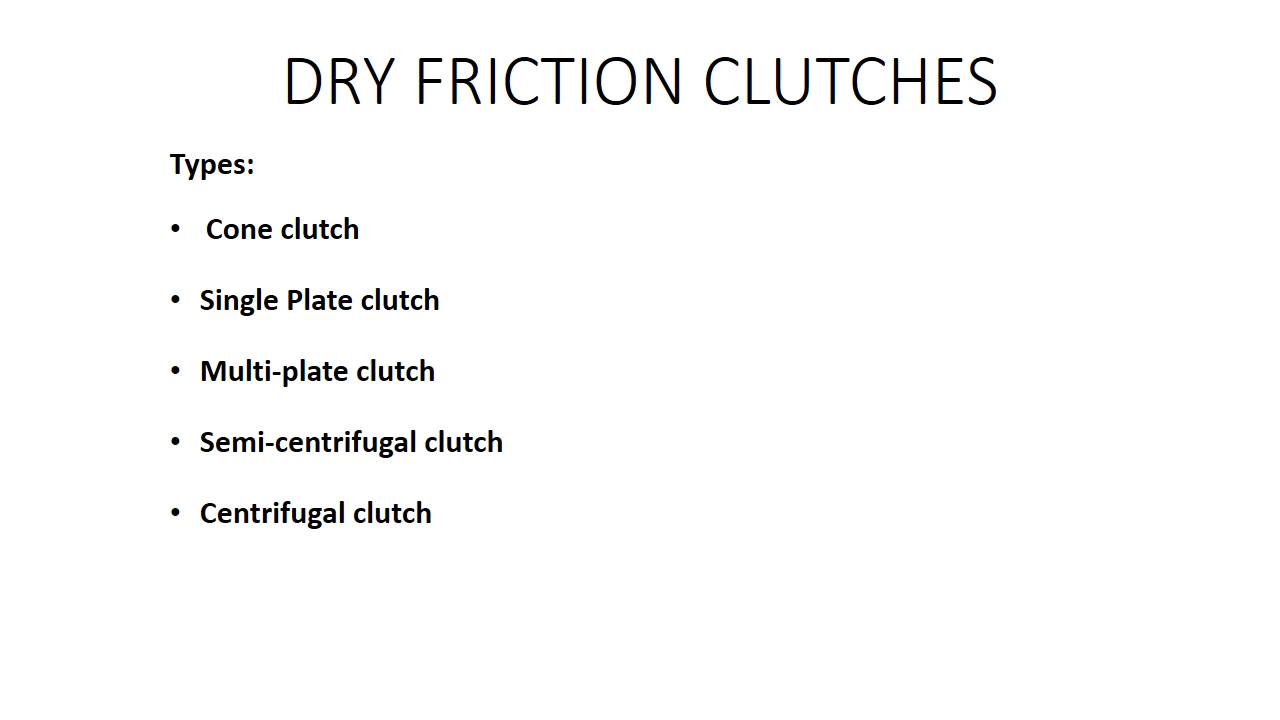 DRY FRICTION CLUTCHES
Types:
• Cone clutch
• Single Plate clutch
• Multi-plate clutch
• Semi-centrifugal clutch
• Centrifugal clutch